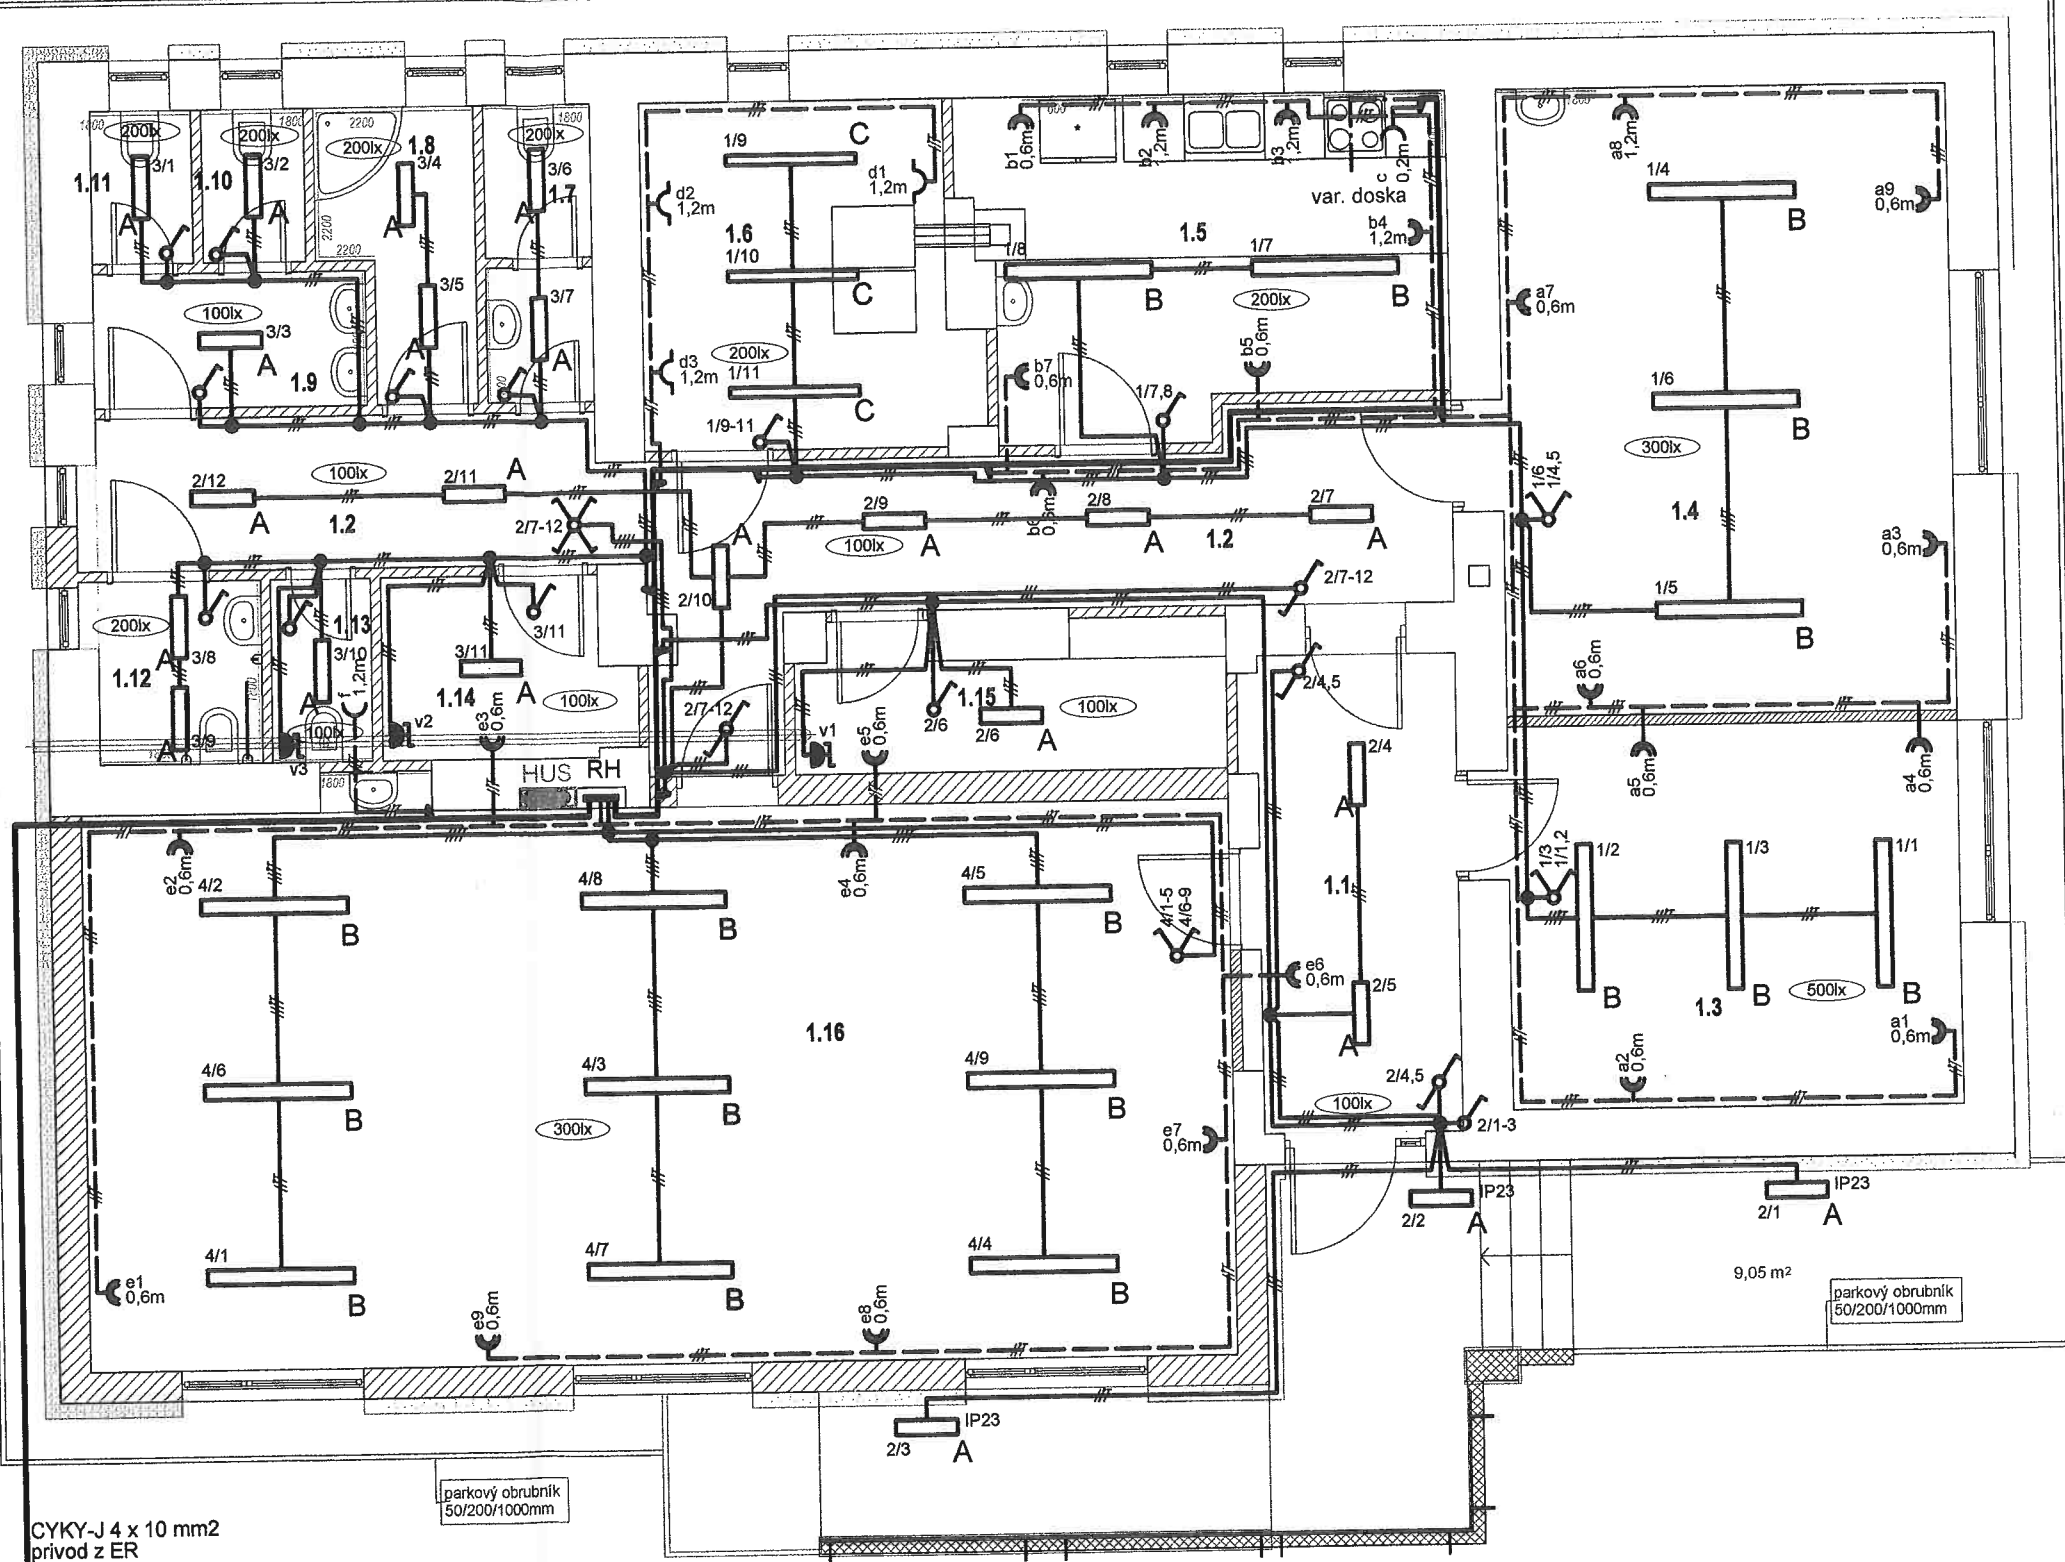 1800
200lx
3/1
1.11
A
200lx
1800
3/2
1.10
A
2200
200lx
1.8
3/4
A
2200
2200
200lx
3/6
1.7
A
100lx
3/3
A
1.9
3/5
A
3/7
A
1/9
C
d1
1,2m
d2
1,2m
1.6
1/10
C
200lx
d3
1,2m
1/11
C
1/9-11
b1
0,6m
b2
1,2m
b3
1,2m
c
0,2m
var. doska
b4
1,2m
1.5
1/8
B
1/7
B
200lx
b5
0,6m
b7
0,6m
1/7,8
a8
1,2m
1800
1/4
B
a9
0,6m
a7
0,6m
1/6
B
300lx
1/6
1/4,5
1.4
a3
0,6m
1/5
B
a6
0,6m
100lx
2/12
A
1.2
2/11
A
2/7-12
A
2/10
2/9
A
100lx
b6
0,6m
2/8
A
1.2
2/7
A
2/7-12
200lx
3/8
A
1.12
3/9
A
1800
1.13
3/10
A
f
1,2m
100lx
v3
3/11
3/11
A
1.14
100lx
v2
e3
0,6m
2/7-12
v1
e5
0,6m
2/6
1.15
2/6
A
100lx
2/4,5
2/4
A
HUS
RH
1800
a5
0,6m
a4
0,6m
e2
0,6m
4/2
B
4/8
B
e4
0,6m
4/5
B
4/1-5
4/6-9
1.1
1/3
1/1,2
1/2
B
1/3
B
1/1
B
1.3
500lx
a1
0,6m
a2
0,6m
e6
0,6m
2/5
A
1.16
4/6
B
4/3
B
4/9
B
300lx
e7
0,6m
100lx
2/4,5
2/1-3
IP23
2/2
A
IP23
2/1
A
4/1
B
4/7
B
4/4
B
e1
0,6m
e9
0,6m
e8
0,6m
9,05 m²
parkový obrubník
50/200/1000mm
IP23
2/3
A
parkový obrubník
50/200/1000mm
CYKY-J 4 x 10 mm2
privod z ER